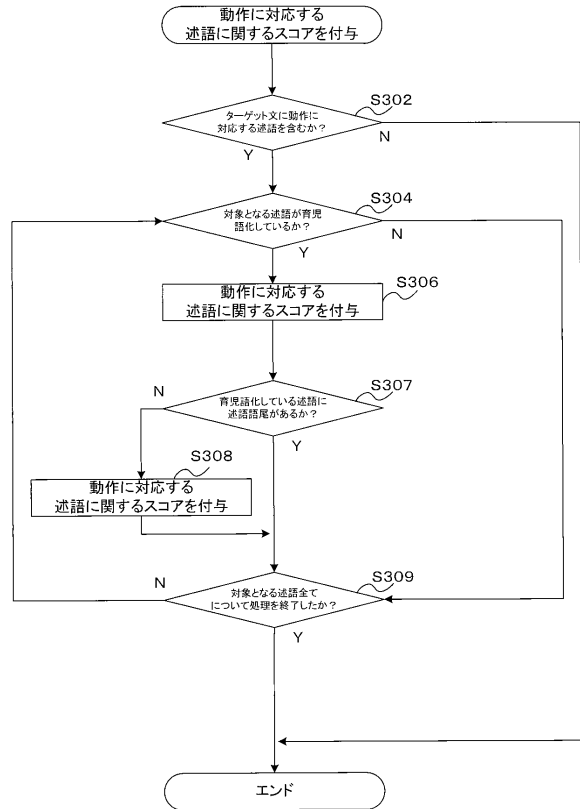 動作に対応する
述語に関するスコアを付与
S302
ターゲット文に動作に
対応する述語を含むか？
N
Y
S304
対象となる述語が育児
語化しているか？
N
Y
S306
動作に対応する
述語に関するスコアを付与
S307
N
育児語化している述語に
述語語尾があるか？
Y
S308
動作に対応する
述語に関するスコアを付与
S309
N
対象となる述語全て
について処理を終了したか？
Y
エンド